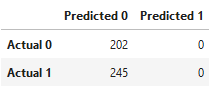 Predicted 0 Predicted 1
Actual 0 202 0
Actual 1 245 0